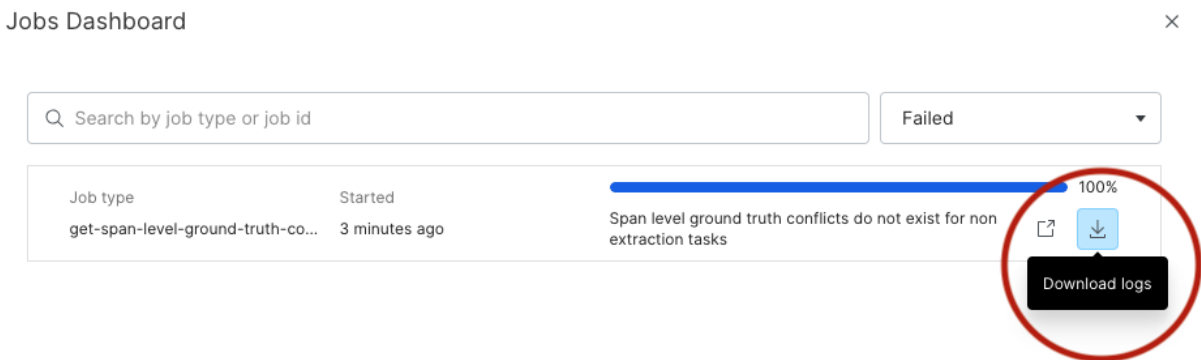 Jobs Dashboard
Search by job type or job id
Failed
Job type
Started
100%
get-span-level-ground-truth-co...
3 minutes ago
Span level ground truth conflicts do not exist for non
extraction tasks
Download logs